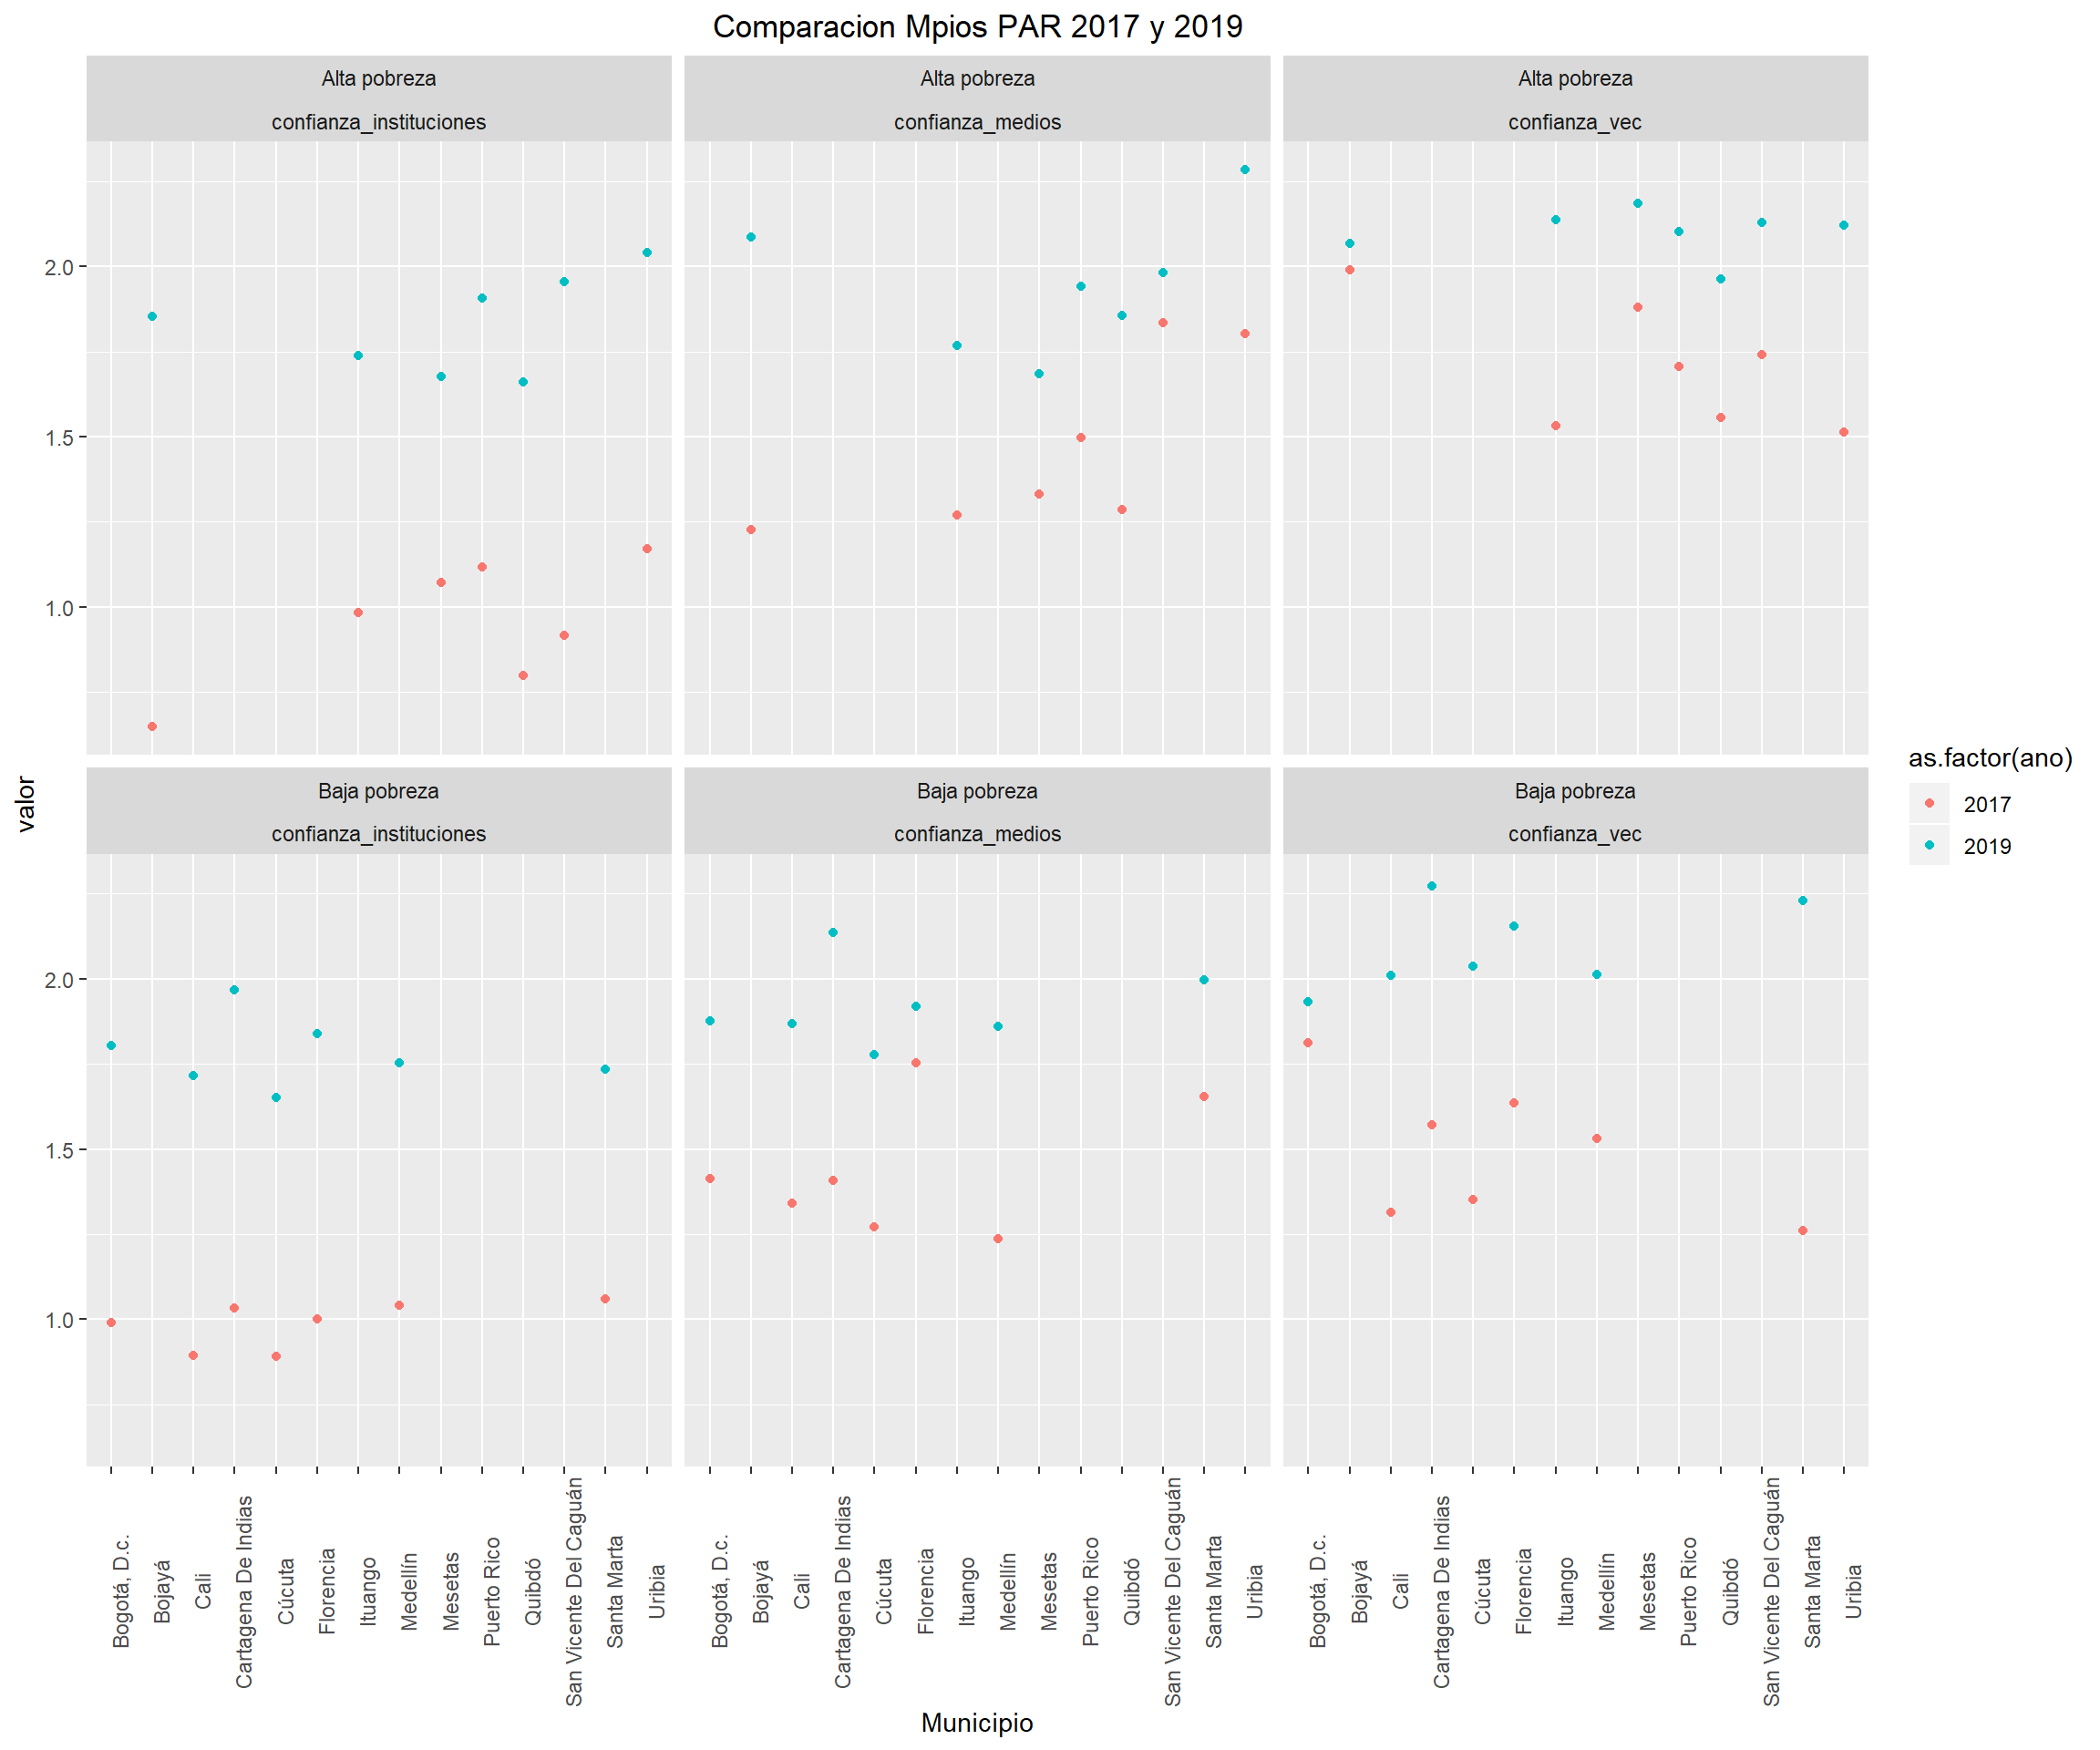 Comparacion Mpios PAR 2017 y 2019
Alta pobreza
confianza_instituciones
Alta pobreza
confianza_medios
Alta pobreza
confianza_vec
2.0
1.5
1.0
valor
Baja pobreza
confianza_instituciones
Baja pobreza
confianza_medios
Baja pobreza
confianza_vec
2.0
1.5
1.0
as.factor(ano)
2017
2019
Bogotá, D.c.
Bojayá
Cali
Cartagena De Indias
Cúcuta
Florencia
Ituango
Medellín
Mesetas
Puerto Rico
Quibdó
San Vicente Del Caguán
Santa Marta
Uribia
Bogotá, D.c.
Bojayá
Cali
Cartagena De Indias
Cúcuta
Florencia
Ituango
Medellín
Mesetas
Puerto Rico
Quibdó
San Vicente Del Caguán
Santa Marta
Uribia
Bogotá, D.c.
Bojayá
Cali
Cartagena De Indias
Cúcuta
Florencia
Ituango
Medellín
Mesetas
Puerto Rico
Quibdó
San Vicente Del Caguán
Santa Marta
Uribia
Municipio